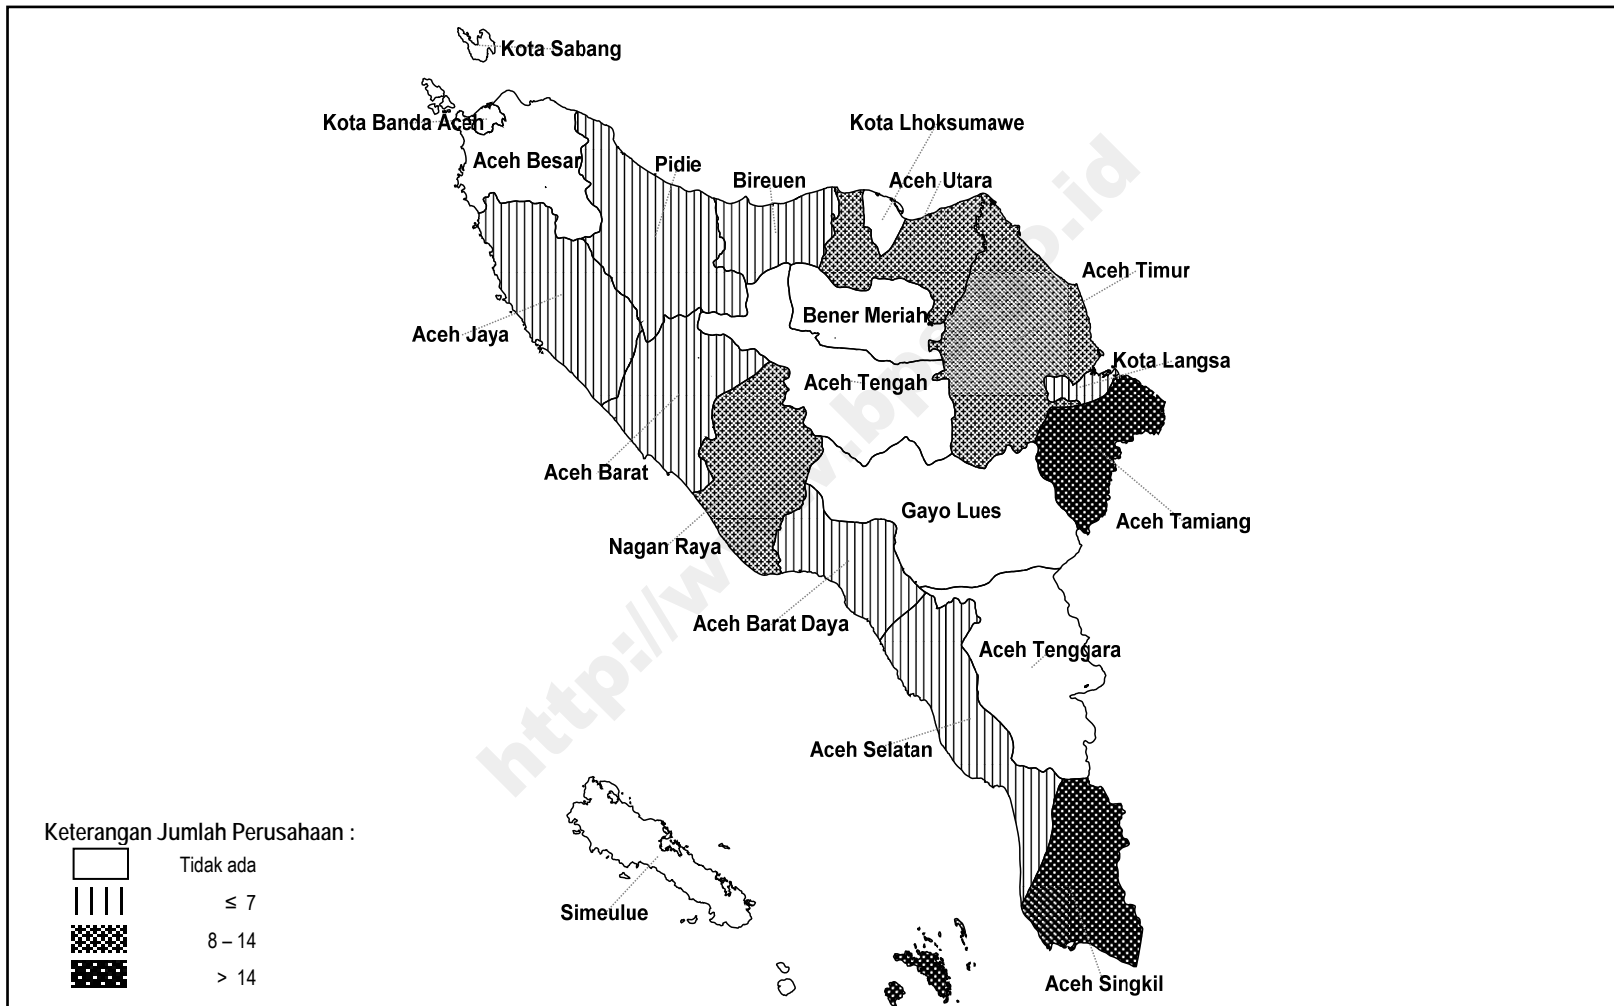 Kota Sabang
Kota Banda Aceh
Kota Lhoksumawe
Aceh Besar
Pidie
Bireuen
Aceh Utara
Aceh Timur
Bener Meriah
Aceh Jaya
Kota Langsa
Aceh Tengah
Aceh Barat
Gayo Lues
Aceh Tamiang
Nagan Raya
Aceh Barat Daya
Aceh Tenggara
Aceh Selatan
Simeulue
Aceh Singkil
Keterangan Jumlah Perusahaan :
Tidak ada
≤ 7
8 – 14
> 14